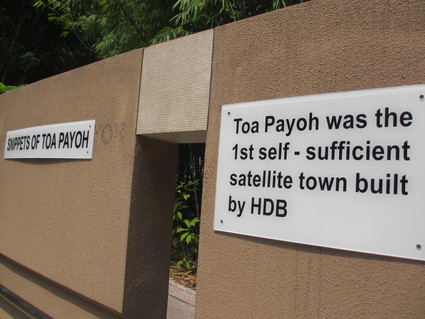 SNIPPETS OF TOA PAYOH
Toa Payoh was the
1st self - sufficient
satellite town built
by HDB